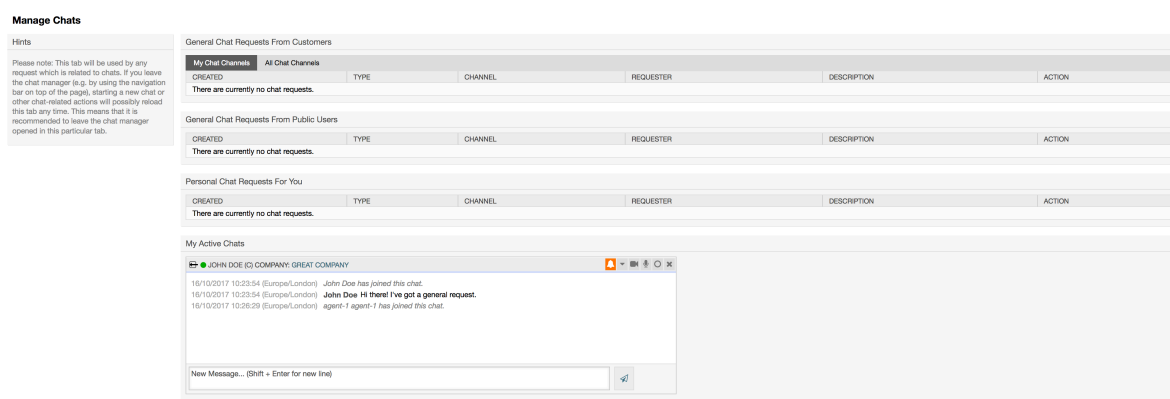 Manage Chats
Hints
Please note: This tab will be used by any
request which is related to chats. If you leave
the chat manager (e.g. by using the navigation
bar on top of the page), starting a new chat or
other chat-related actions will possibly reload
this tab any time. This means that it is
recommended to leave the chat manager
opened in this particular tab.
General Chat Requests From Customers
My Chat Channels All Chat Channels
CREATED TYPE CHANNEL REQUESTER DESCRIPTION ACTION
There are currently no chat requests.
General Chat Requests From Public Users
CREATED TYPE CHANNEL REQUESTER DESCRIPTION ACTION
There are currently no chat requests.
Personal Chat Requests For You
CREATED TYPE CHANNEL REQUESTER DESCRIPTION ACTION
There are currently no chat requests.
My Active Chats
JOHN DOE (C) COMPANY: GREAT COMPANY
16/10/2017 10:23:54 (Europe/London) John Doe has joined this chat.
16/10/2017 10:23:54 (Europe/London) John Doe Hi there! I've got a general request.
16/10/2017 10:26:29 (Europe/London) agent-1 agent-1 has joined this chat.
New Message... (Shift + Enter for new line)